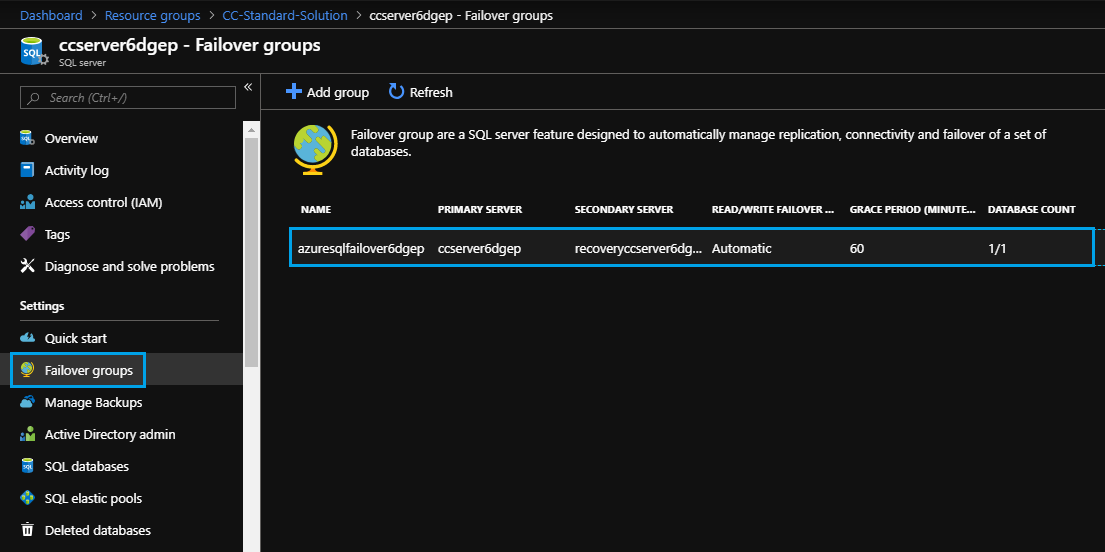 Dashboard > Resource groups > CC-Standard-Solution > ccserver6dgep - Failover groups
SQL
ccserver6dgep - Failover groups
SQL server
Search (Ctrl+/)
«
Overview
Activity log
Access control (IAM)
Tags
Diagnose and solve problems
Settings
Quick start
Failover groups
Manage Backups
Active Directory admin
SQL databases
SQL elastic pools
Deleted databases
Add group Refresh
Failover group are a SQL server feature designed to automatically manage replication, connectivity and failover of a set of
databases.
NAME PRIMARY SERVER SECONDARY SERVER READ/WRITE FAILOVER ... GRACE PERIOD (MINUTE... DATABASE COUNT
azuresqlfailover6dgep ccserver6dgep recoveryccserver6dg... Automatic 60 1/1